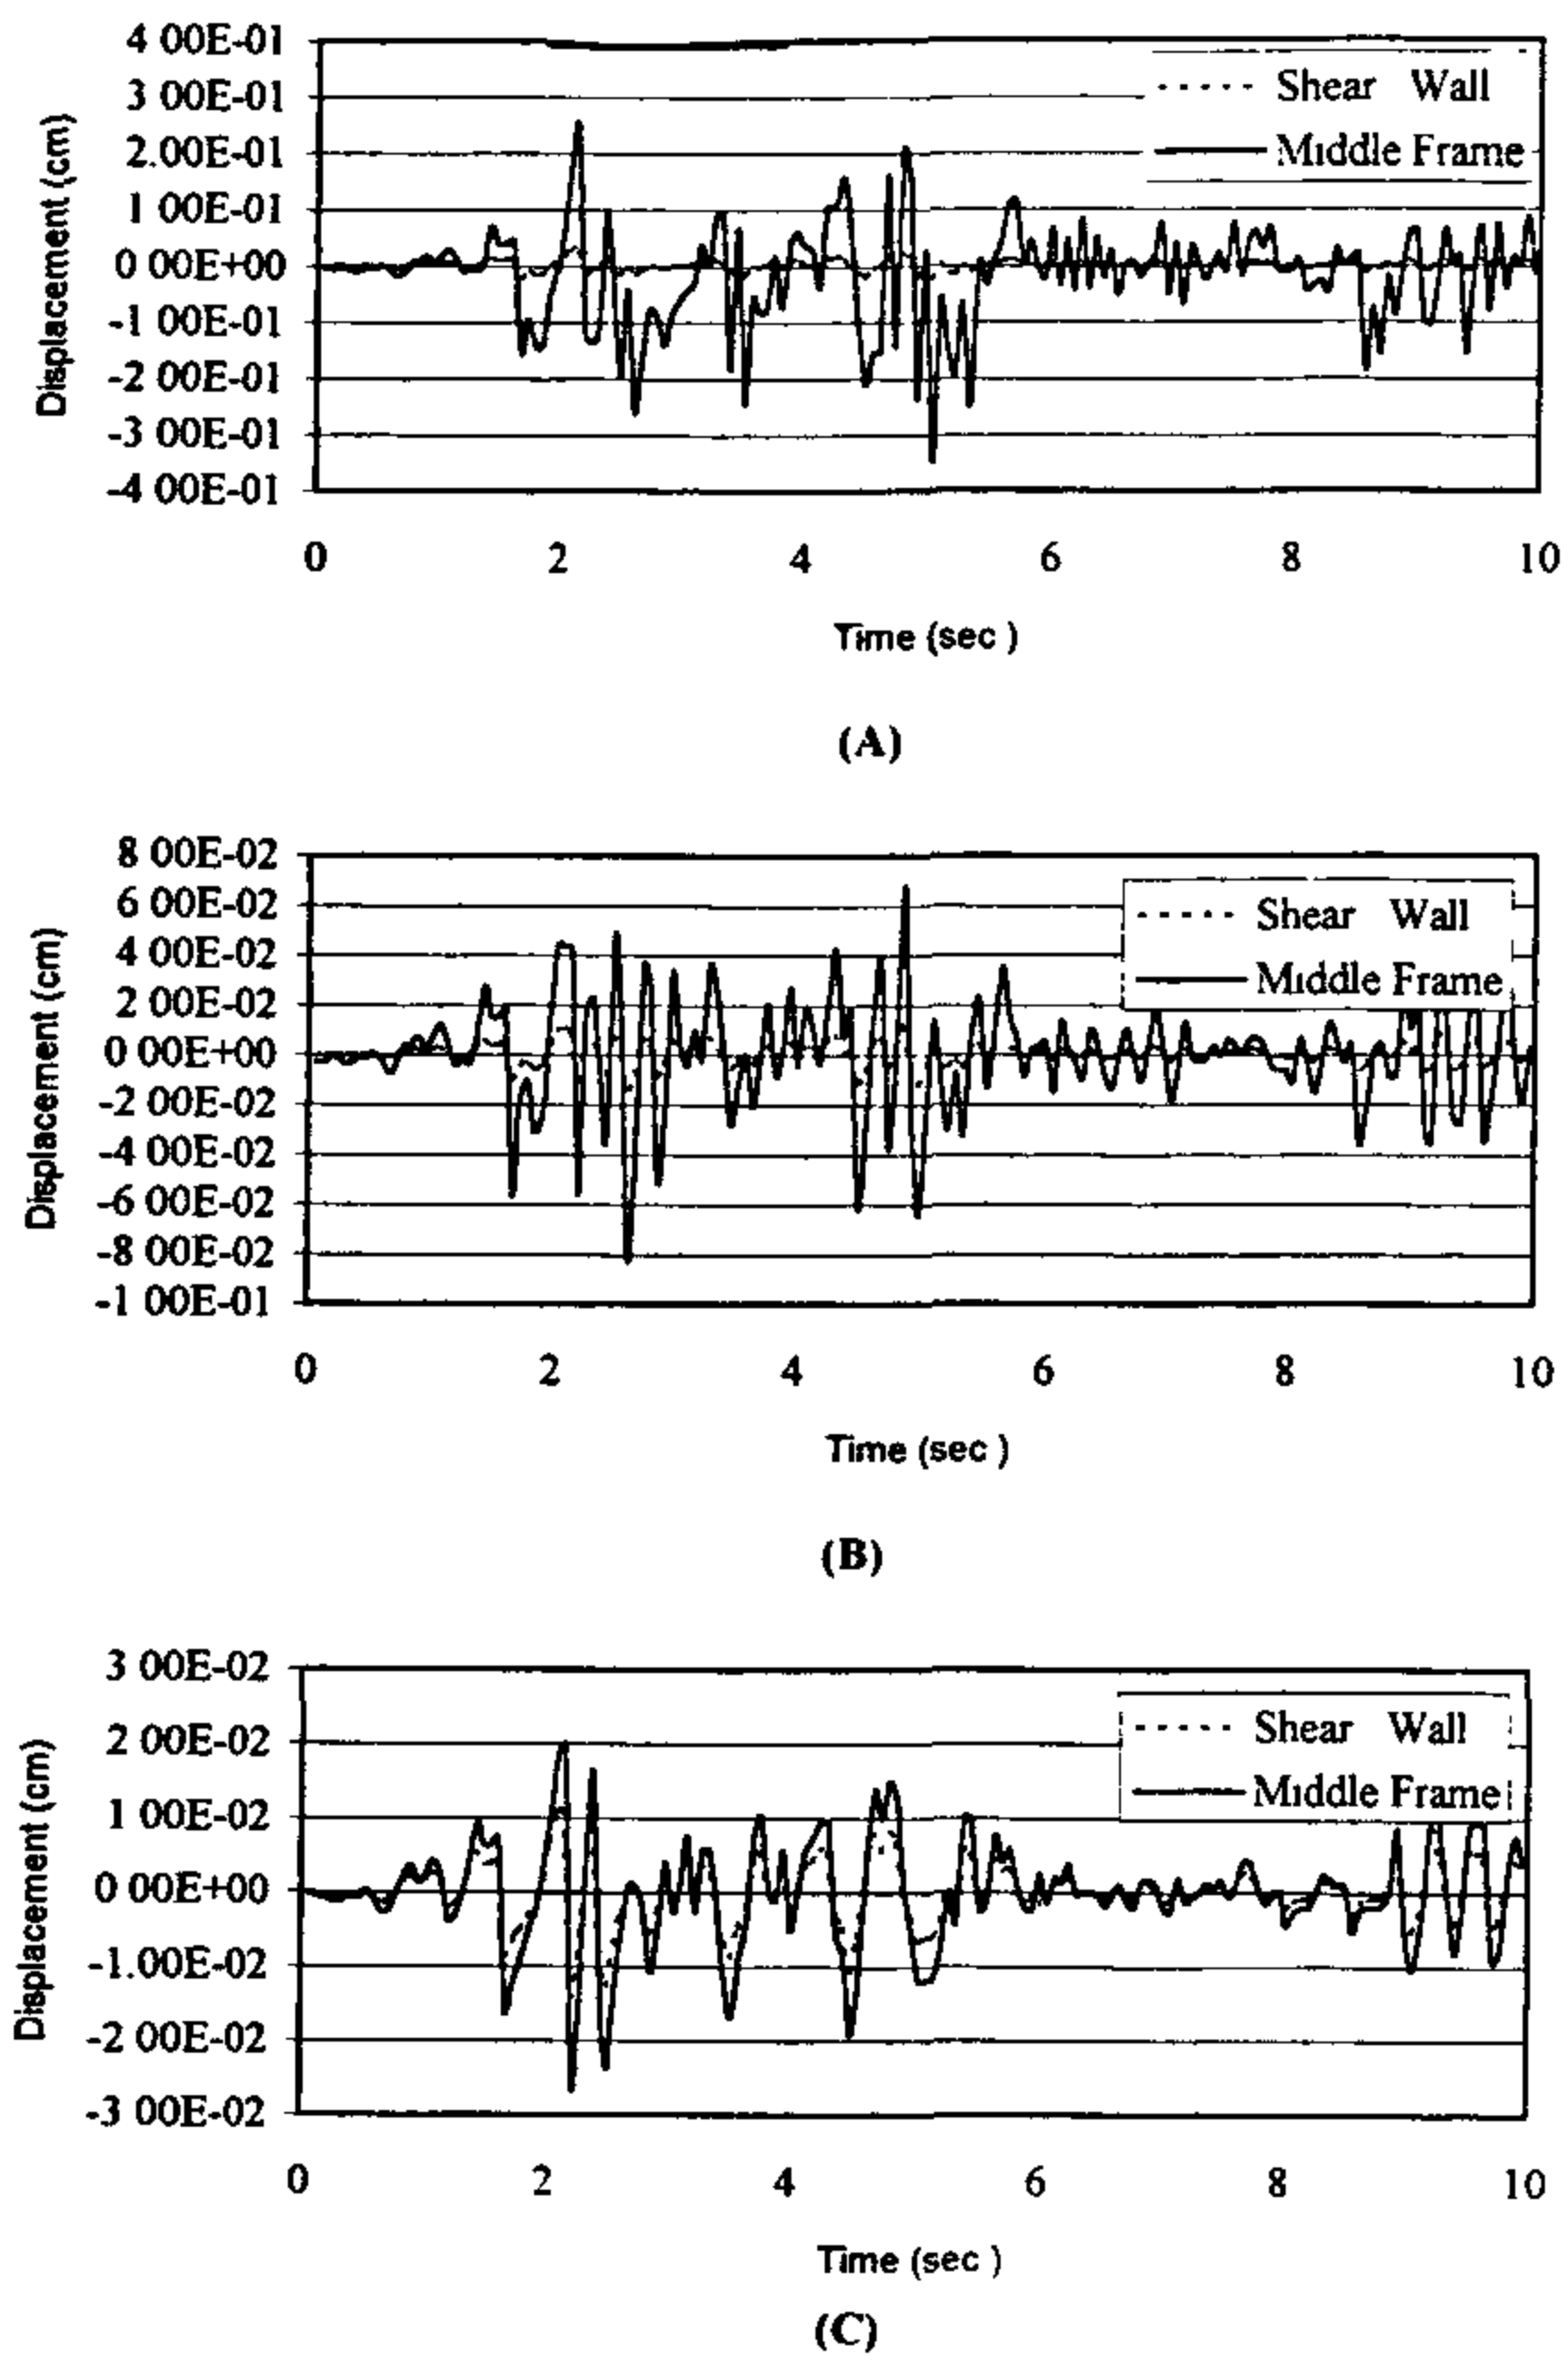 4 00E-01
3 00E-01
2.00E-01
1 00E-01
0 00E+00
-1 00E-01
-2 00E-01
-3 00E-01
-4 00E-01
Displacement (cm)
Shear Wall
Middle Frame
0 2 4 6 8 10
Time (sec )
(A)
8 00E-02
6 00E-02
4 00E-02
2 00E-02
0 00E+00
-2 00E-02
-4 00E-02
-6 00E-02
-8 00E-02
-1 00E-01
Displacement (cm)
Shear Wall
Middle Frame
0 2 4 6 8 10
Time (sec )
(B)
3 00E-02
2 00E-02
1 00E-02
0 00E+00
-1.00E-02
-2 00E-02
-3 00E-02
Displacement (cm)
Shear Wall
Middle Frame
0 2 4 6 8 10
Time (sec )
(C)